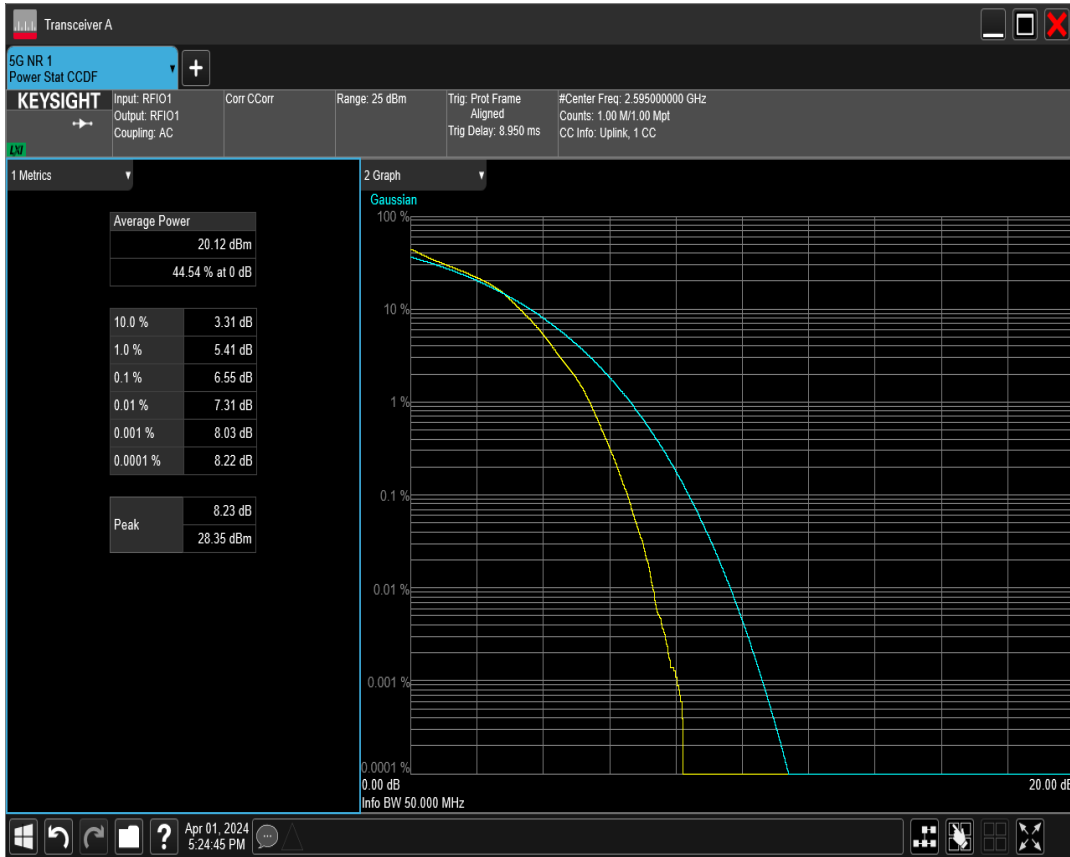 Transceiver A
5G NR 1
Power Stat CCDF
KEYSIGHT
LXI
Input: RFIO1
Output: RFIO1
Coupling: AC
Corr CCorr
Range: 25 dBm
Trig: Prot Frame
Aligned
Trig Delay: 8.950 ms
#Center Freq: 2.595000000 GHz
Counts: 1.00 M/1.00 Mpt
CC Info: Uplink, 1 CC
1 Metrics
Average Power
20.12 dBm
44.54 % at 0 dB
10.0 % 3.31 dB
1.0 % 5.41 dB
0.1 % 6.55 dB
0.01 % 7.31 dB
0.001 % 8.03 dB
0.0001 % 8.22 dB
Peak
8.23 dB
28.35 dBm
2 Graph
Gaussian
100 %
10 %
1 %
0.1 %
0.01 %
0.001 %
0.0001 %
0.00 dB 20.00 dB
Info BW 50.000 MHz
?
Apr 01, 2024
5:24:45 PM